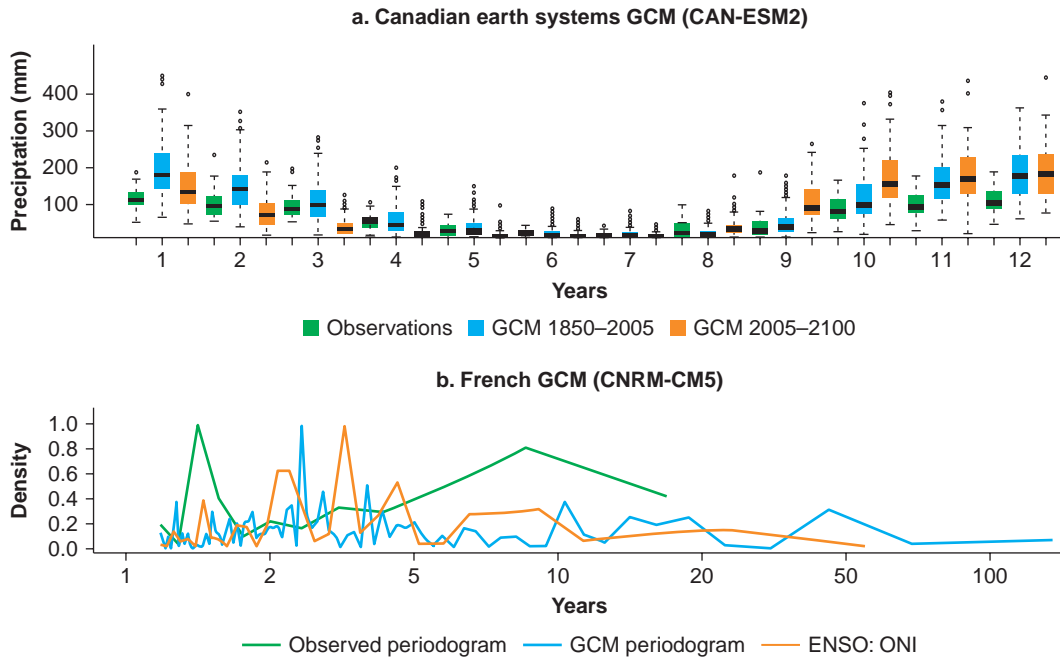 a. Canadian earth systems GCM (CAN-ESM2)
Preciptation (mm)
400
300
200
100
1 2 3 4 5 6 7 8 9 10 11 12
Years
Observations GCM 1850–2005 GCM 2005–2100
b. French GCM (CNRM-CM5)
Density
1.0
0.8
0.6
0.4
0.2
0.0
1 2 5 10 20 50 100
Years
Observed periodogram GCM periodogram ENSO: ONI